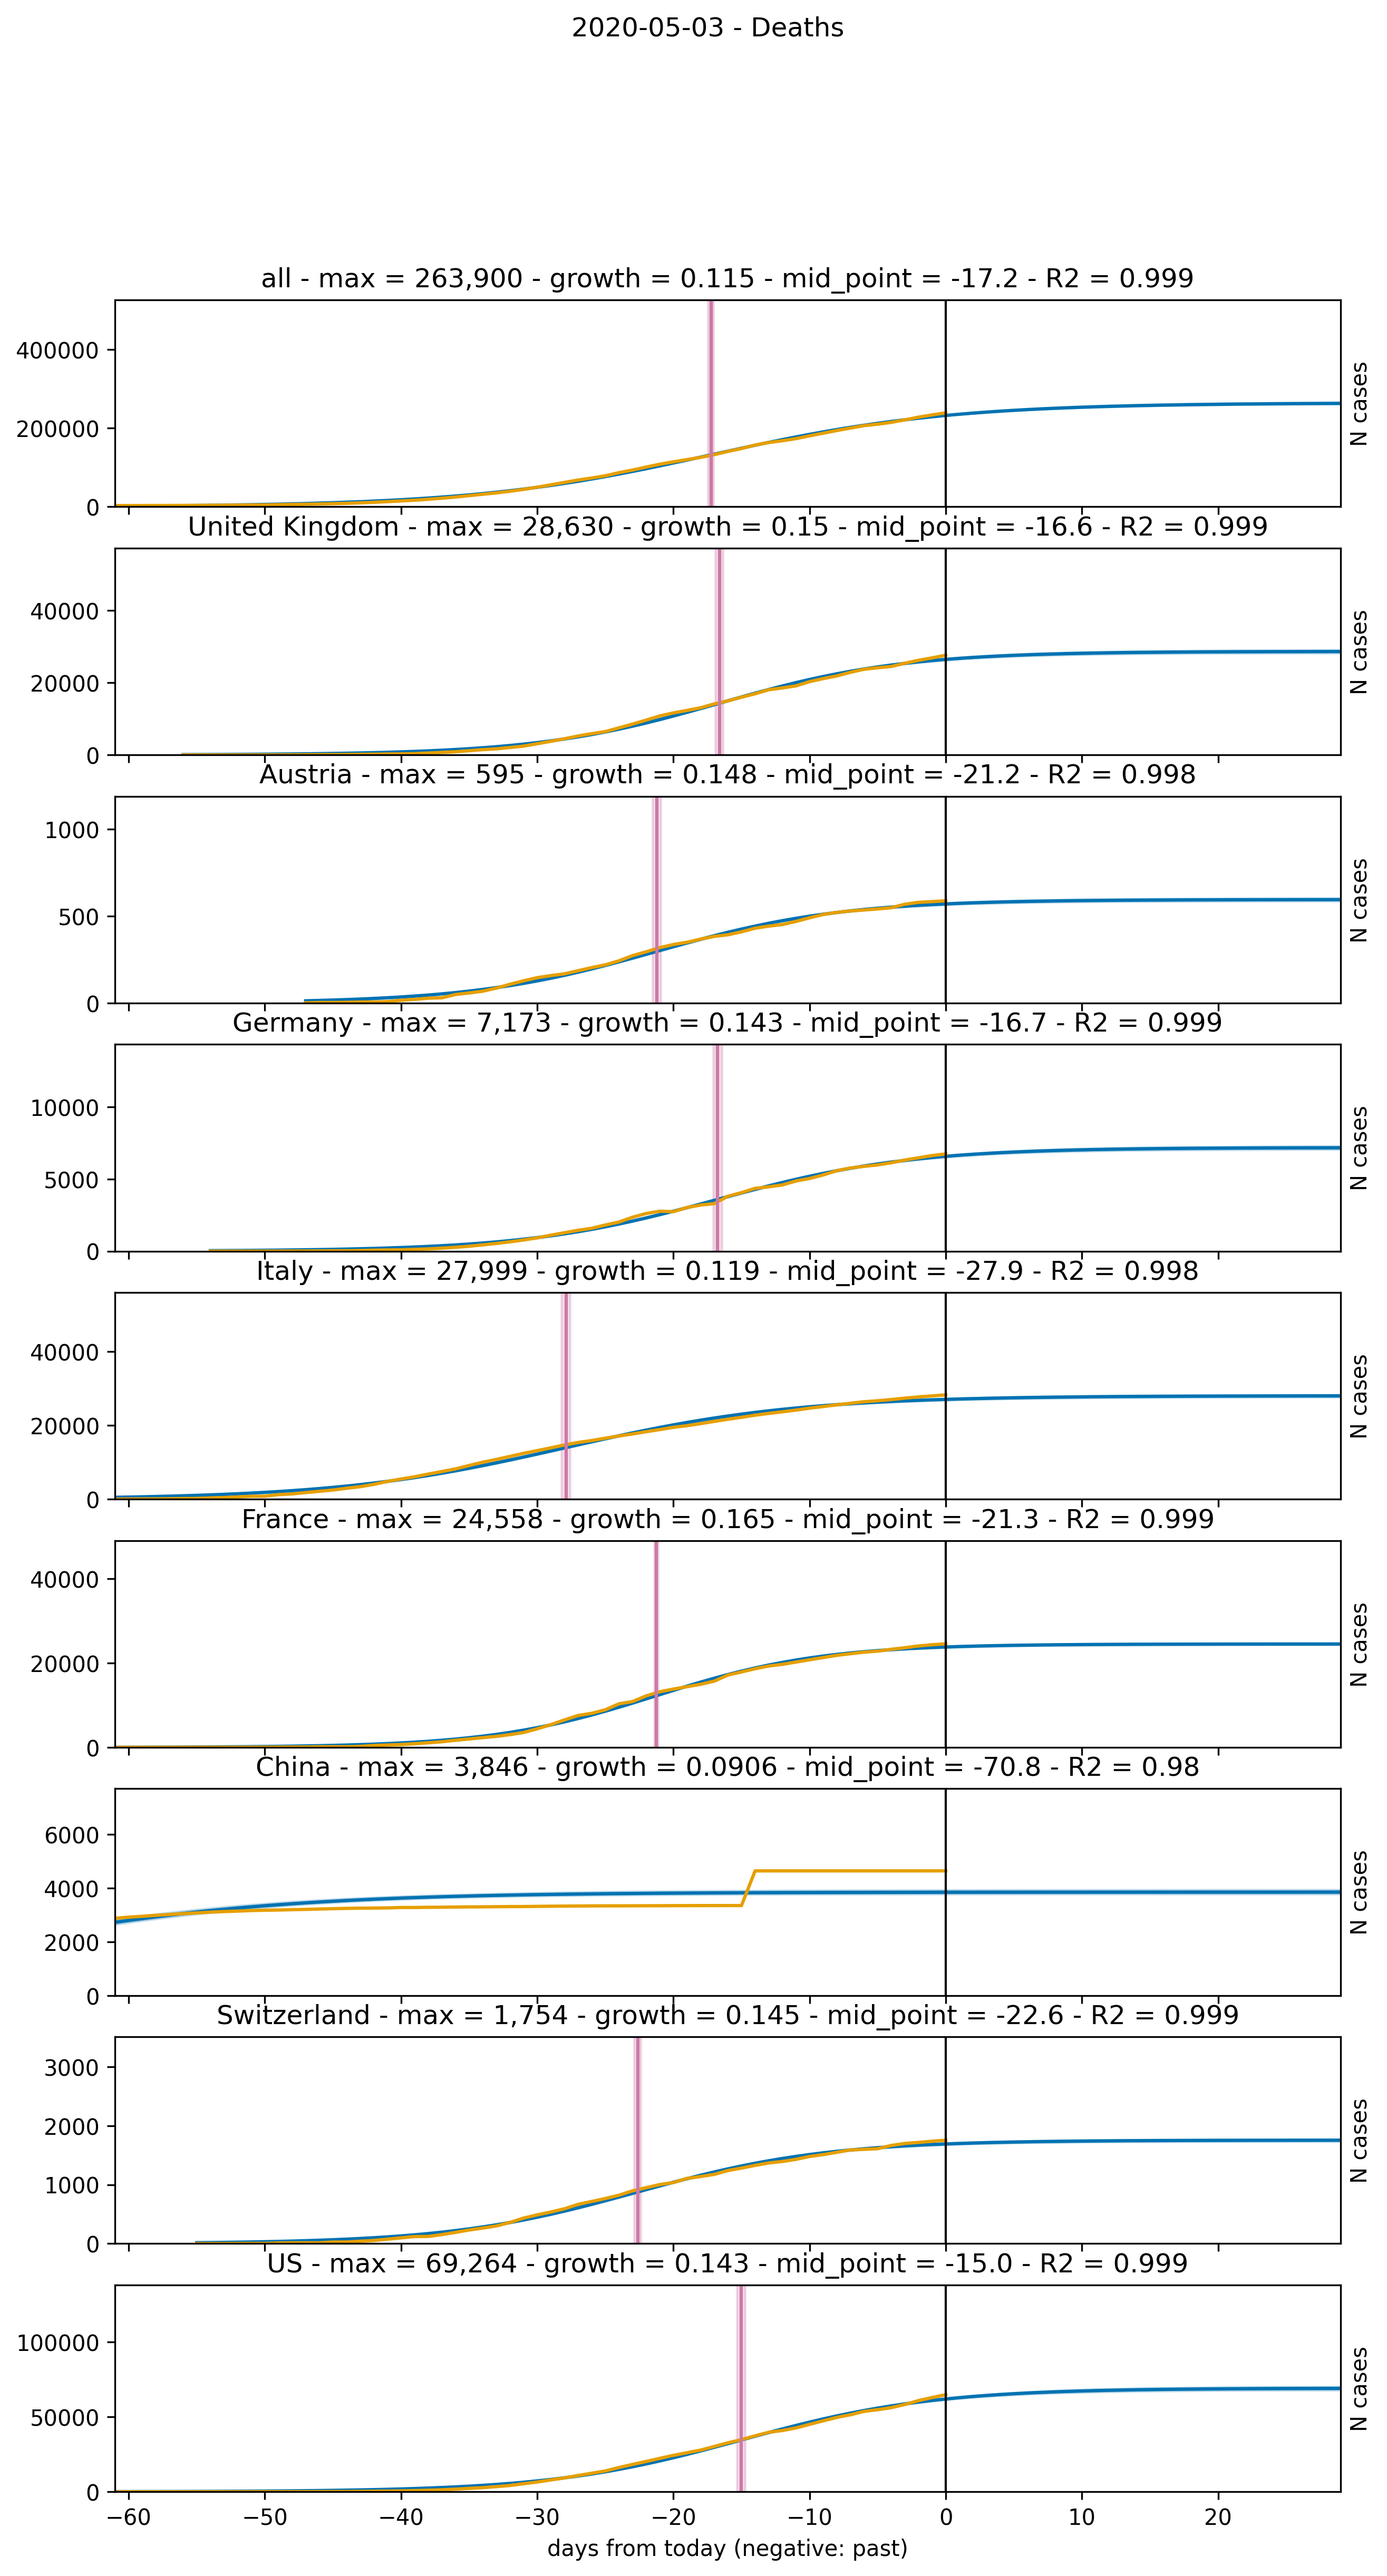 2020-05-03 - Deaths
all - max = 263,900 - growth = 0.115 - mid_point = -17.2 - R2 = 0.999
400000
200000
0
N cases
United Kingdom - max = 28,630 - growth = 0.15 - mid_point = -16.6 - R2 = 0.999
40000
20000
0
N cases
Austria - max = 595 - growth = 0.148 - mid_point = -21.2 - R2 = 0.998
1000
500
0
N cases
Germany - max = 7,173 - growth = 0.143 - mid_point = -16.7 - R2 = 0.999
10000
5000
0
N cases
Italy - max = 27,999 - growth = 0.119 - mid_point = -27.9 - R2 = 0.998
40000
20000
0
N cases
France - max = 24,558 - growth = 0.165 - mid_point = -21.3 - R2 = 0.999
40000
20000
0
N cases
China - max = 3,846 - growth = 0.0906 - mid_point = -70.8 - R2 = 0.98
6000
4000
2000
0
N cases
Switzerland - max = 1,754 - growth = 0.145 - mid_point = -22.6 - R2 = 0.999
3000
2000
1000
0
N cases
US - max = 69,264 - growth = 0.143 - mid_point = -15.0 - R2 = 0.999
100000
50000
0
N cases
−60 −50 −40 −30 −20 −10 0 10 20
days from today (negative: past)